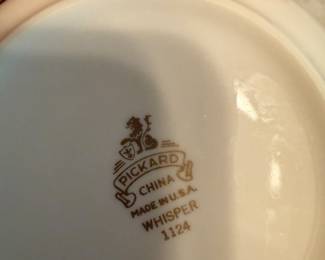 PICKARD
CHINA
MADE IN U.S.A.
WHISPER
1124